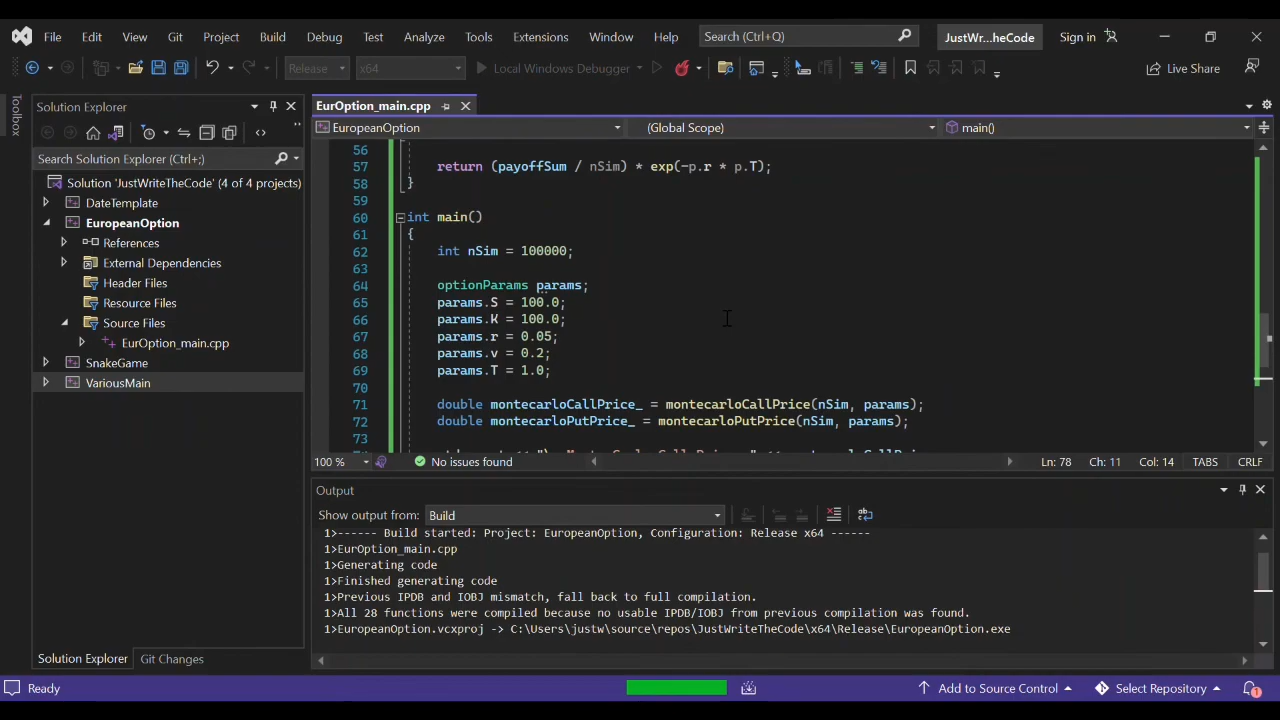 File Edit View Git Project Build Debug Test Analyze Tools Extensions Window Help Search (Ctrl+Q) JustWr...heCode Sign in
Release x64 Local Windows Debugger Live Share
Toolbox
Solution Explorer
Search Solution Explorer (Ctrl+;)
Solution 'JustWriteTheCode' (4 of 4 projects)
DateTemplate
EuropeanOption
References
External Dependencies
Header Files
Resource Files
Source Files
EurOption_main.cpp
SnakeGame
VariousMain
Solution Explorer Git Changes
EurOption_main.cpp
EuropeanOption (Global Scope) main()
56
57 return (payoffSum / nSim) * exp(-p.r * p.T);
58 }
59
60 int main()
61 {
62 int nSim = 100000;
63
64 optionParams params;
65 params.S = 100.0;
66 params.K = 100.0;
67 params.r = 0.05;
68 params.v = 0.2;
69 params.T = 1.0;
70
71 double montecarloCallPrice_ = montecarloCallPrice(nSim, params);
72 double montecarloPutPrice_ = montecarloPutPrice(nSim, params);
73
100 % No issues found Ln: 78 Ch: 11 Col: 14 TABS CRLF
Output
Show output from: Build
1>------ Build started: Project: EuropeanOption, Configuration: Release x64 ------
1>EurOption_main.cpp
1>Generating code
1>Finished generating code
1>Previous IPDB and IOBJ mismatch, fall back to full compilation.
1>All 28 functions were compiled because no usable IPDB/IOBJ from previous compilation was found.
1>EuropeanOption.vcxproj -> C:\Users\justw\source\repos\JustWriteTheCode\x64\Release\EuropeanOption.exe
Ready Add to Source Control Select Repository 1